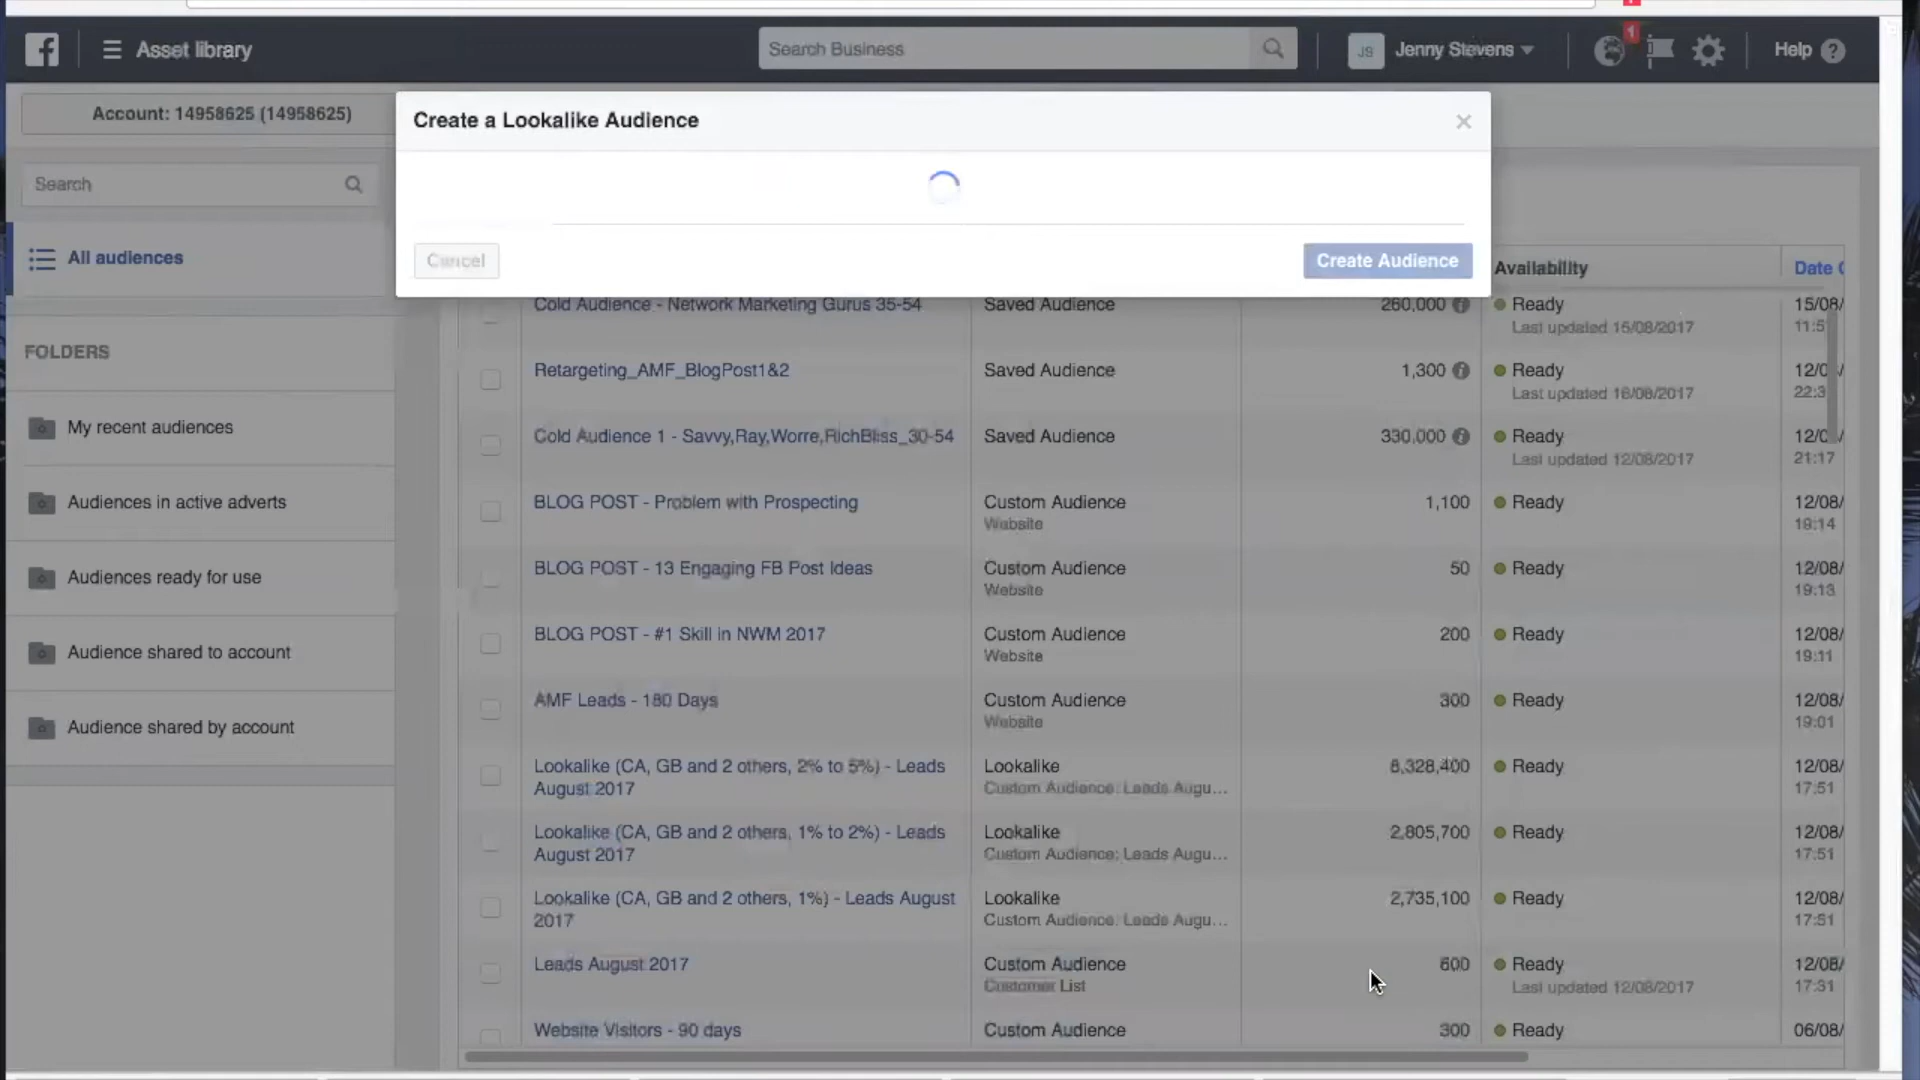 Asset library
Search Business
JS
Jenny Stevens
1
Help ?
Account: 14958625 (14958625)
Create a Lookalike Audience
×
Search
Cancel
Create Audience
All audiences
Availability
Date
FOLDERS
My recent audiences
Audiences in active adverts
Audiences ready for use
Audience shared to account
Audience shared by account
Cold Audience - Network Marketing Gurus 35-54 Saved Audience 260,000 Ready 15/08/
Last updated 15/08/2017 11:5
Retargeting_AMF_BlogPost1&2 Saved Audience 1,300 Ready 12/0
Last updated 16/08/2017 22:3
Cold Audience 1 - Savvy,Ray,Worre,RichBliss_30-54 Saved Audience 330,000 Ready 12/0
Last updated 12/08/2017 21:17
BLOG POST - Problem with Prospecting Custom Audience 1,100 Ready 12/08/
Website 19:14
BLOG POST - 13 Engaging FB Post Ideas Custom Audience 50 Ready 12/08/
Website 19:13
BLOG POST - #1 Skill in NWM 2017 Custom Audience 200 Ready 12/08/
Website 19:11
AMF Leads - 180 Days Custom Audience 300 Ready 12/08/
Website 19:01
Lookalike (CA, GB and 2 others, 2% to 5%) - Leads Lookalike 8,328,400 Ready 12/08/
August 2017 Custom Audience: Leads Augu... 17:51
Lookalike (CA, GB and 2 others, 1% to 2%) - Leads Lookalike 2,805,700 Ready 12/08/
August 2017 Custom Audience: Leads Augu... 17:51
Lookalike (CA, GB and 2 others, 1%) - Leads August Lookalike 2,735,100 Ready 12/08/
2017 Custom Audience: Leads Augu... 17:51
Leads August 2017 Custom Audience 600 Ready 12/08/
Customer List Last updated 12/08/2017 17:31
Website Visitors - 90 days Custom Audience 300 Ready 06/08/